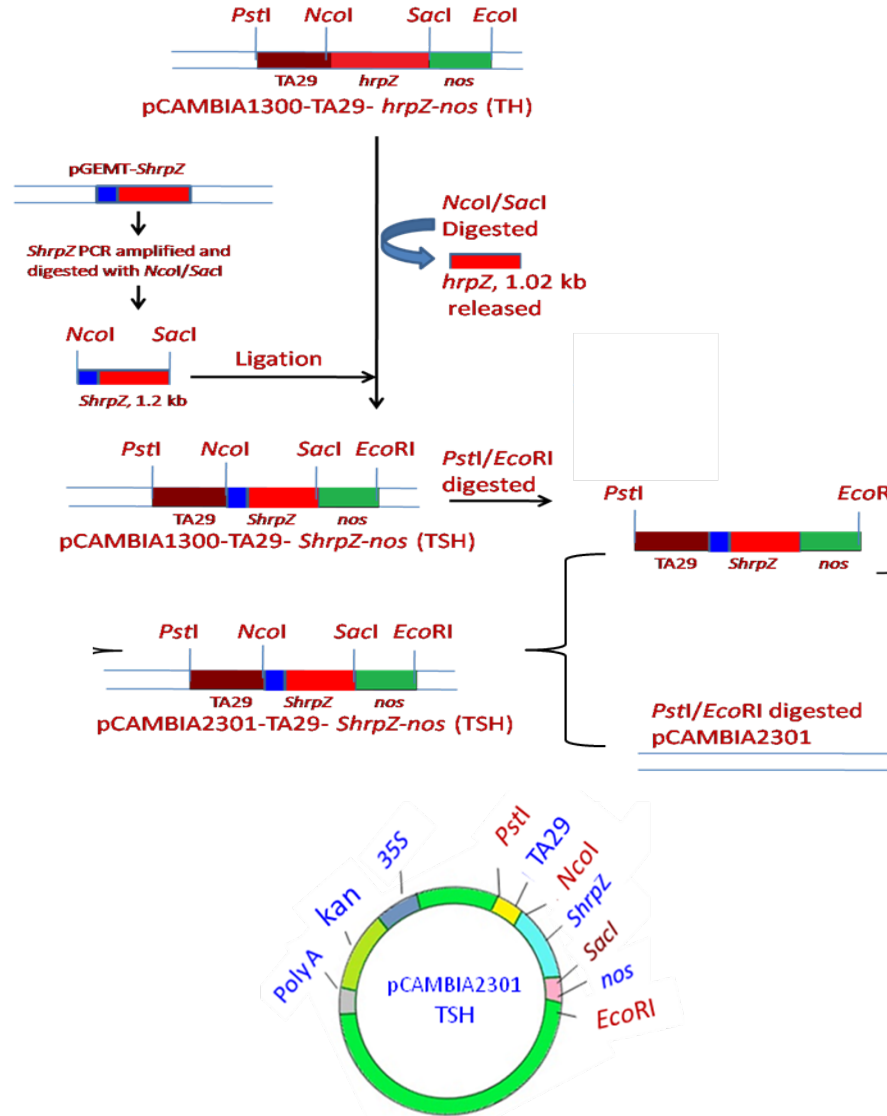 PstI NcoI SacI EcoI
TA29 hrpZ nos
pCAMBIA1300-TA29- hrpZ-nos (TH)
pGEMT-ShrpZ
ShrpZ PCR amplified and
digested with NcoI/SacI
NcoI/SacI
Digested
hrpZ, 1.02 kb
released
NcoI SacI
ShrpZ, 1.2 kb
Ligation
PstI NcoI SacI EcoRI
TA29 ShrpZ nos
pCAMBIA1300-TA29- ShrpZ-nos (TSH)
PstI/EcoRI
digested
PstI EcoR
TA29 ShrpZ nos
PstI NcoI SacI EcoRI
TA29 ShrpZ nos
pCAMBIA2301-TA29- ShrpZ-nos (TSH)
PstI/EcoRI digested
pCAMBIA2301
PolyA
kan
35S
PstI
TA29
NcoI
ShrpZ
SacI
nos
EcoRI
pCAMBIA2301
TSH